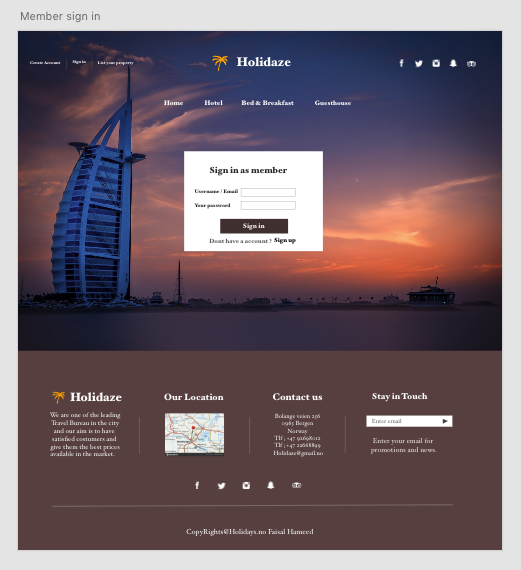 Member sign in
Create Account
Sign in
List your property
Holidaze
Home
Hotel
Bed & Breakfast
Guesthouse
Sign in as member
Username / Email
Your password
Sign in
Dont have a account ? Sign up
Holidaze
We are one of the leading
Travel Bureau in the city
and our aim is to have
satisfied costumers and
give them the best prices
available in the market.
Our Location
Contact us
Bolange veien 256
0965 Bergen
Norway
Tlf ; +47 92698012
Tlf ; +47 22668899
Holidaze@gmail.no
Stay in Touch
Enter email
Enter your email for
promotions and news.
CopyRights@Holidays.no Faisal Hameed